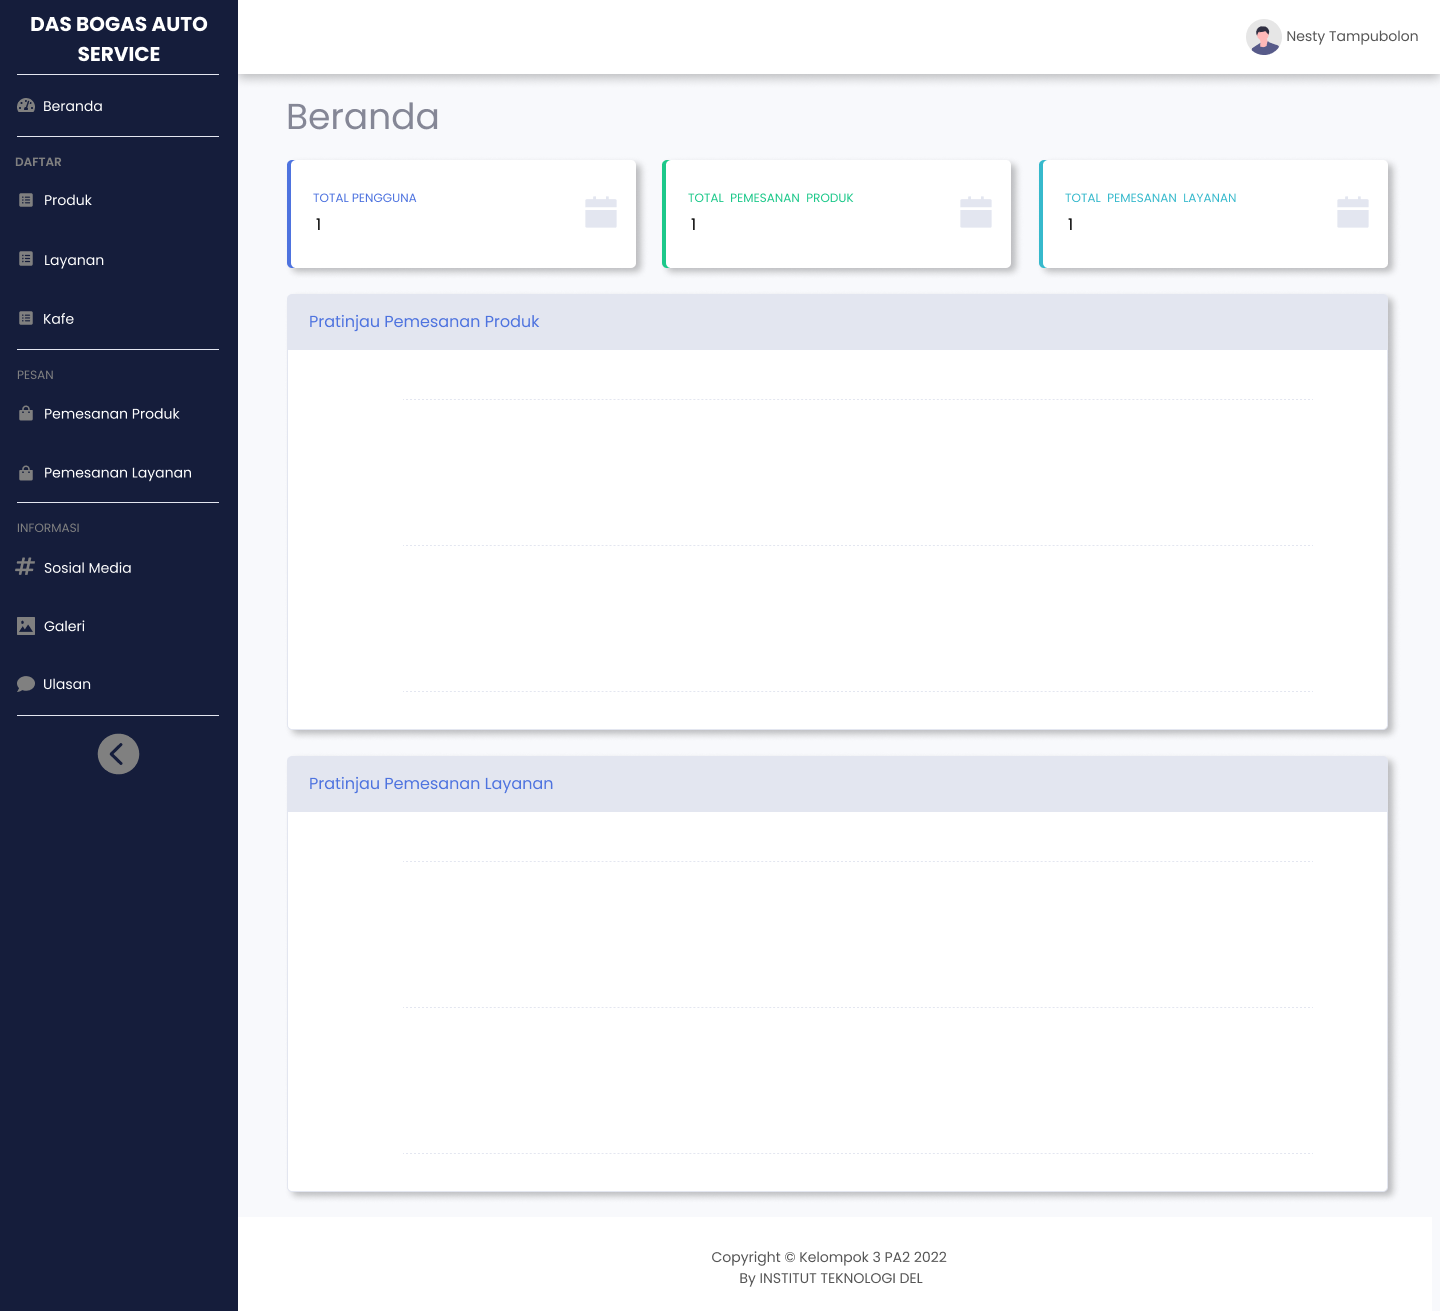 DAS BOGAS AUTO
SERVICE
Beranda
DAFTAR
Produk
Layanan
Kafe
PESAN
Pemesanan Produk
Pemesanan Layanan
INFORMASI
Sosial Media
Galeri
Ulasan
Nesty Tampubolon
Beranda
TOTAL PENGGUNA
1
TOTAL PEMESANAN PRODUK
1
TOTAL PEMESANAN LAYANAN
1
Pratinjau Pemesanan Produk
Pratinjau Pemesanan Layanan
Copyright © Kelompok 3 PA2 2022
By INSTITUT TEKNOLOGI DEL